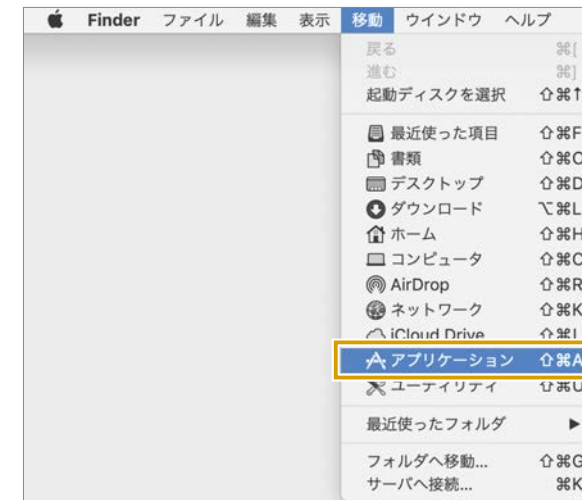 Finder ファイル 編集 表示 移動 ウインドウ ヘルプ
戻る ⌘[
進む ⌘]
起動ディスクを選択 ⇧⌘↑
最近使った項目 ⇧⌘F
書類 ⇧⌘O
デスクトップ ⇧⌘D
ダウンロード ⌥⌘L
ホーム ⇧⌘H
コンピュータ ⇧⌘C
AirDrop ⇧⌘R
ネットワーク ⇧⌘K
iCloud Drive ⇧⌘I
アプリケーション ⇧⌘A
ユーティリティ ⇧⌘U
最近使ったフォルダ ▶
フォルダへ移動... ⇧⌘G
サーバへ接続... ⌘K